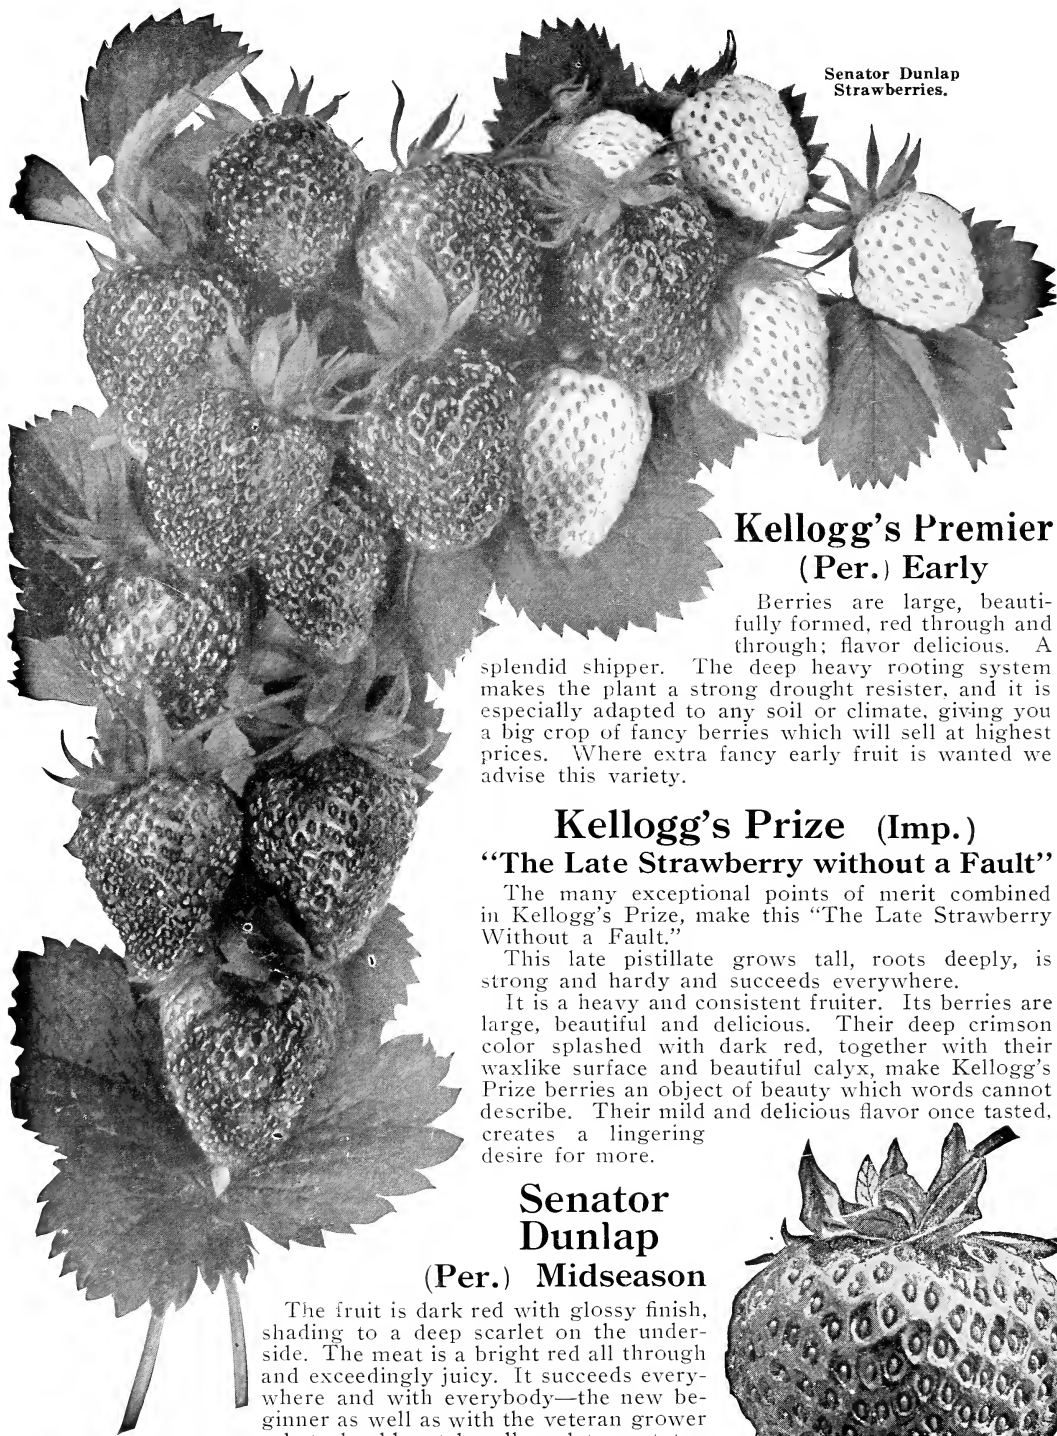 Senator Dunlap
Strawberries.
Kellogg's Premier
(Per.) Early
Berries are large, beauti-
fully formed, red through and
through; flavor delicious. A
splendid shipper. The deep heavy rooting system
makes the plant a strong drought resister, and it is
especially adapted to any soil or climate, giving you
a big crop of fancy berries which will sell at highest
prices. Where extra fancy early fruit is wanted we
advise this variety.
Kellogg's Prize (Imp.)
"The Late Strawberry without a Fault"
The many exceptional points of merit combined
in Kellogg's Prize, make this "The Late Strawberry
Without a Fault."
This late pistillate grows tall, roots deeply, is
strong and hardy and succeeds everywhere.
It is a heavy and consistent fruiter. Its berries are
large, beautiful and delicious. Their deep crimson
color splashed with dark red, together with their
waxlike surface and beautiful calyx, make Kellogg's
Prize berries an object of beauty which words cannot
describe. Their mild and delicious flavor once tasted,
creates a lingering
desire for more.
Senator
Dunlap
(Per.) Midseason
The fruit is dark red with glossy finish,
shading to a deep scarlet on the under-
side. The meat is a bright red all through
and exceedingly juicy. It succeeds every-
where and with everybody—the new be-
ginner as well as with the veteran grower